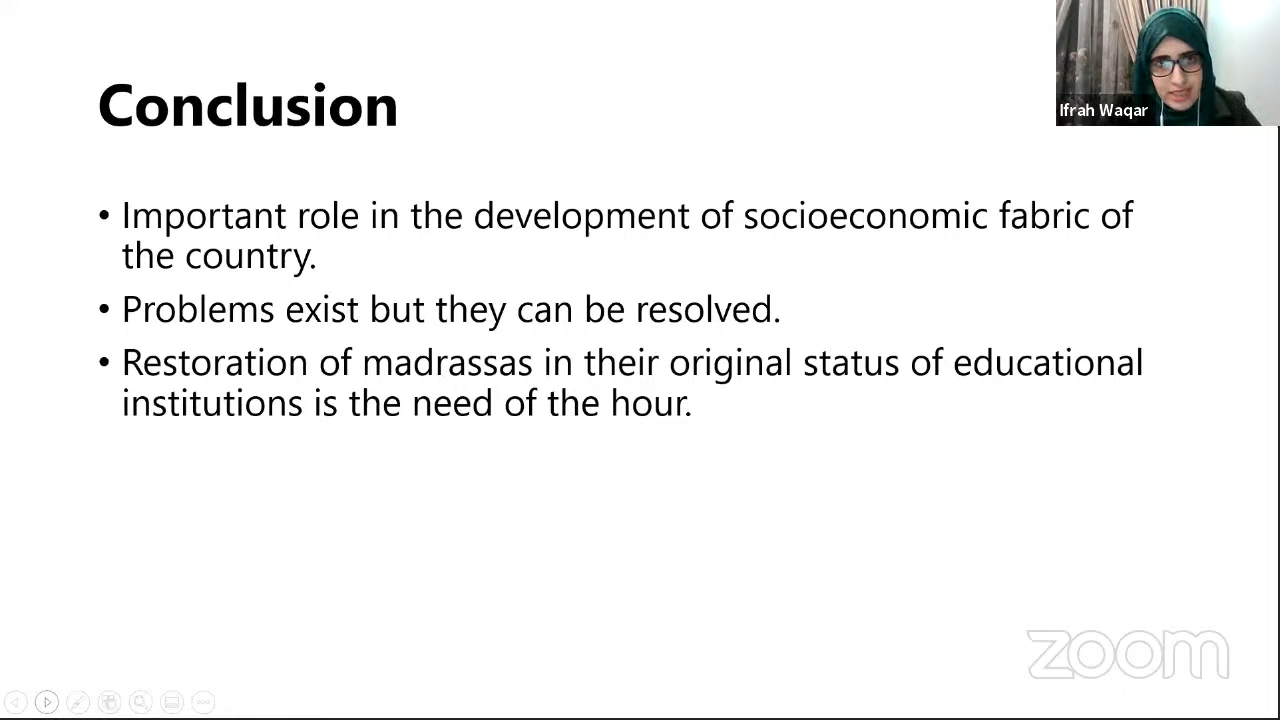 Conclusion
Ifrah Waqar
• Important role in the development of socioeconomic fabric of
the country.
• Problems exist but they can be resolved.
• Restoration of madrassas in their original status of educational
institutions is the need of the hour.
zoom